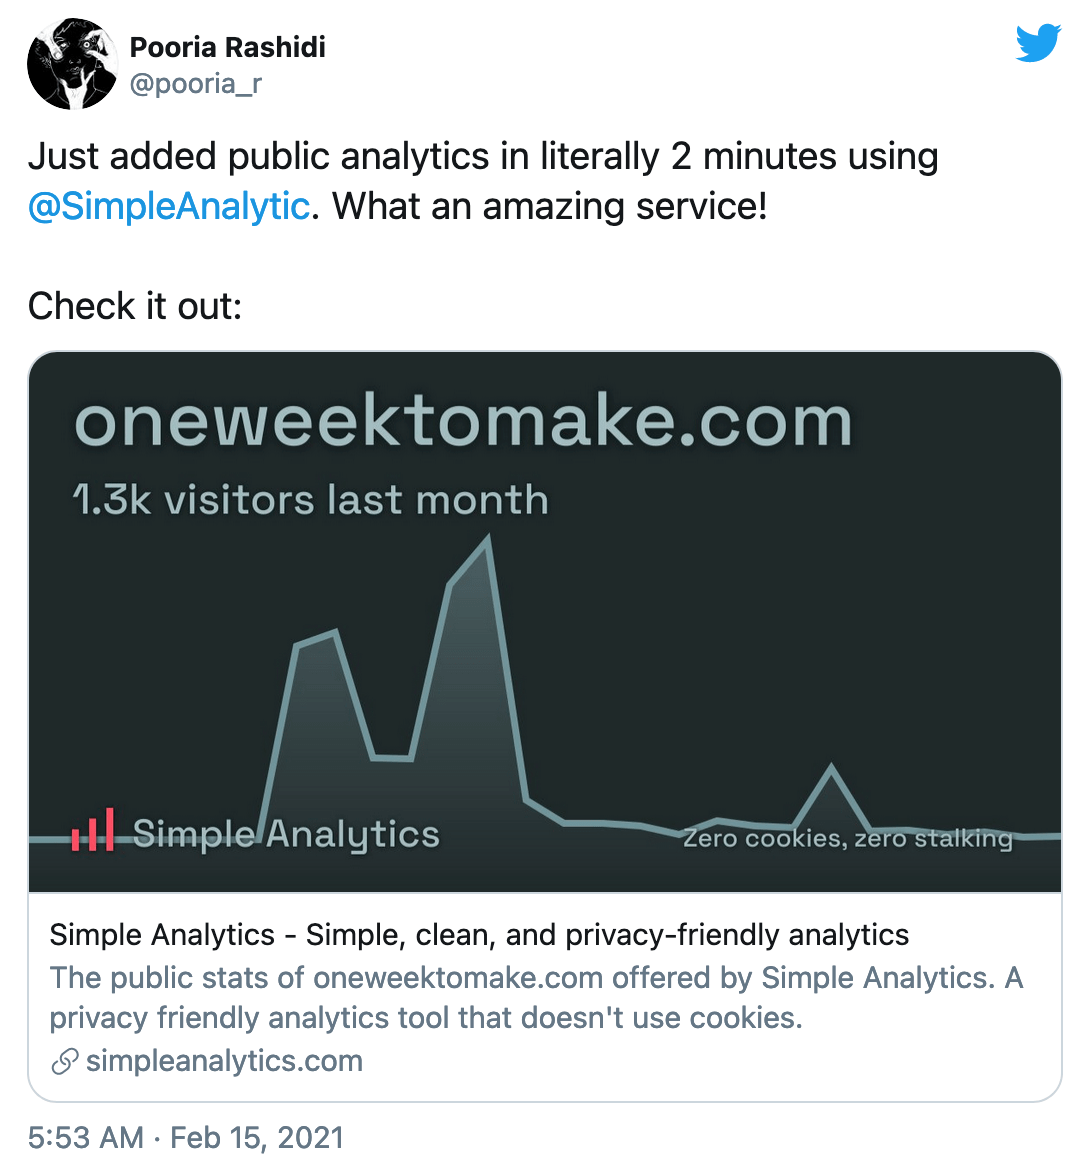 Pooria Rashidi
@pooria_r
Just added public analytics in literally 2 minutes using
@SimpleAnalytic. What an amazing service!
Check it out:
oneweektomake.com
1.3k visitors last month
Simple Analytics
Zero cookies, zero stalking
Simple Analytics - Simple, clean, and privacy-friendly analytics
The public stats of oneweektomake.com offered by Simple Analytics. A
privacy friendly analytics tool that doesn't use cookies.
simpleanalytics.com
5:53 AM · Feb 15, 2021